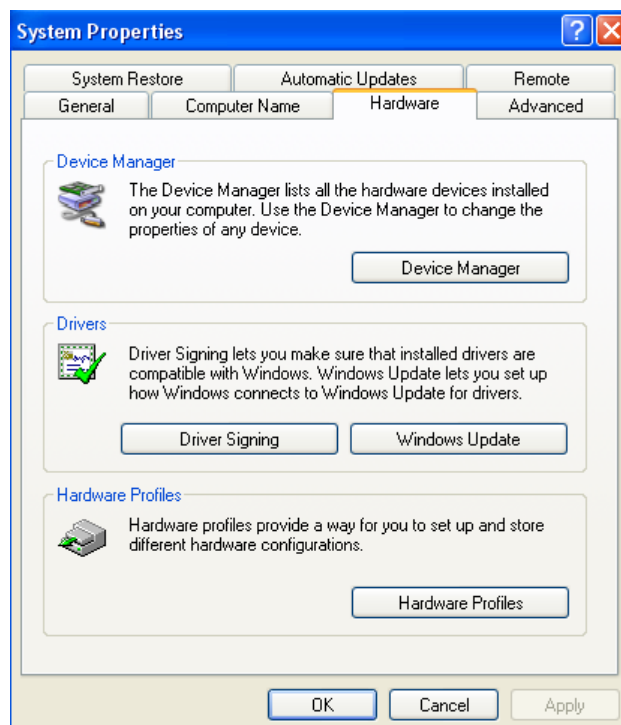 System Properties
System Restore Automatic Updates Remote
General Computer Name Hardware Advanced
Device Manager
The Device Manager lists all the hardware devices installed
on your computer. Use the Device Manager to change the
properties of any device.
Device Manager
Drivers
Driver Signing lets you make sure that installed drivers are
compatible with Windows. Windows Update lets you set up
how Windows connects to Windows Update for drivers.
Driver Signing Windows Update
Hardware Profiles
Hardware profiles provide a way for you to set up and store
different hardware configurations.
Hardware Profiles
OK Cancel Apply